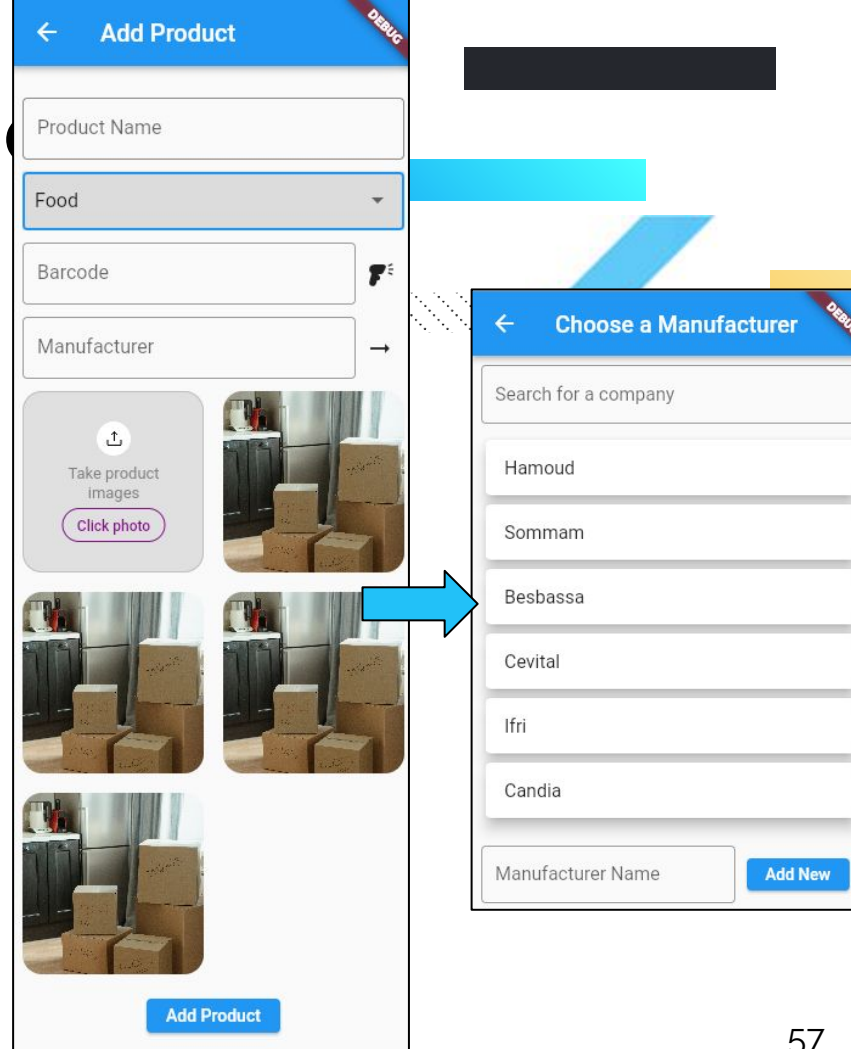 Add Product
DEBUG
Product Name
Food
Barcode
Manufacturer
Take product
images
Click photo
Add Product
Choose a Manufacturer
Search for a company
Hamoud
Sommam
Besbassa
Cevital
Ifri
Candia
Manufacturer Name
Add New
57